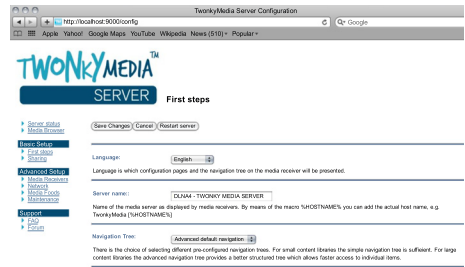 TwonkyMedia Server Configuration
http://localhost:9000/config
Google
Apple Yahoo! Google Maps YouTube Wikipedia News (510) Popular
TWONKYMEDIA TM
SERVER
First steps
Server status
Media Browser
Save Changes Cancel Restart server
Basic Setup
First steps
Sharing
Advanced Setup
Media Receivers
Network
Media Feeds
Maintenance
Support
FAQ
Forum
Language:
English
Language is which configuration pages and the navigation tree on the media receiver will be presented.
Server name::
DLNA4 - TWONKY MEDIA SERVER
Name of the media server as displayed by media receivers. By means of the macro %HOSTNAME% you can add the actual host name, e.g.
TwonkyMedia [%HOSTNAME%]
Navigation Tree:
Advanced default navigation
There is the choice of selecting different pre-configured navigation trees. For small content libraries the simple navigation tree is sufficient. For large
content libraries the advanced navigation tree provides a better structured tree which allows faster access to individual items.